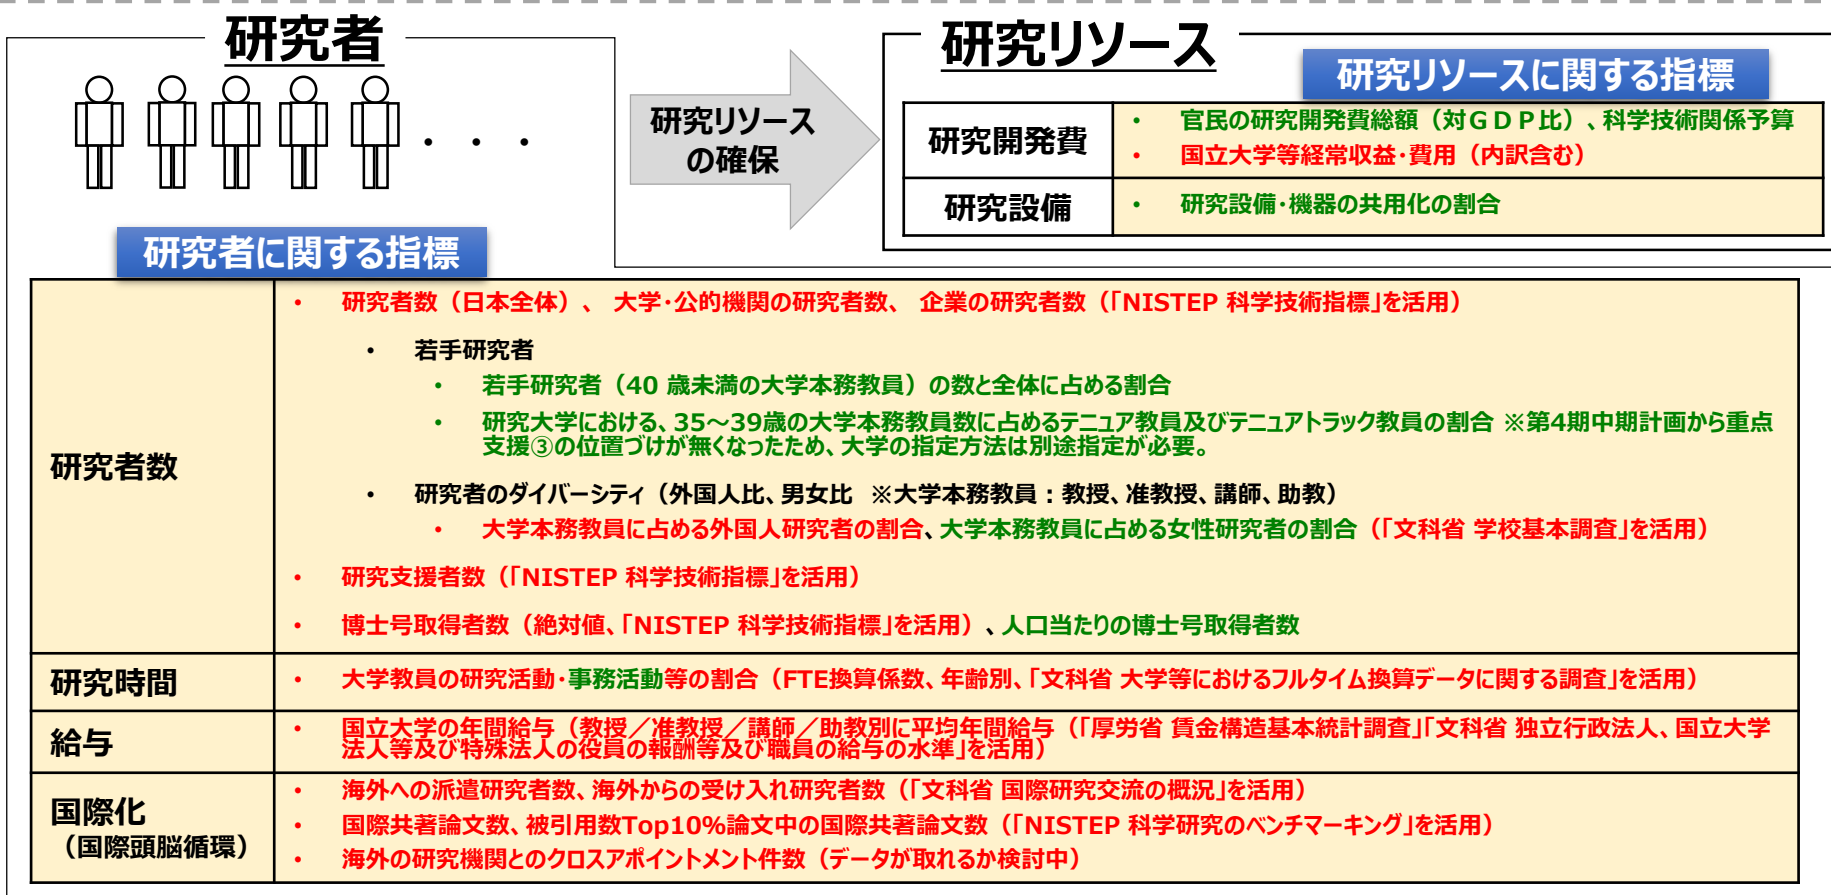 研究者
・・・
研究リソース
の確保
研究リソース
研究リソースに関する指標
研究開発費
・ 官民の研究開発費総額（対ＧＤＰ比）、科学技術関係予算
・ 国立大学等経常収益・費用（内訳含む）
研究設備
・ 研究設備・機器の共用化の割合
研究者に関する指標
研究者数
・ 研究者数（日本全体）、 大学・公的機関の研究者数、 企業の研究者数（「NISTEP 科学技術指標」を活用）
・ 若手研究者
・ 若手研究者（40 歳未満の大学本務教員）の数と全体に占める割合
・ 研究大学における、35～39歳の大学本務教員数に占めるテニュア教員及びテニュアトラック教員の割合 ※第4期中期計画から重点
支援③の位置づけが無くなったため、大学の指定方法は別途指定が必要。
・ 研究者のダイバーシティ（外国人比、男女比 ※大学本務教員：教授、准教授、講師、助教）
・ 大学本務教員に占める外国人研究者の割合、大学本務教員に占める女性研究者の割合（「文科省 学校基本調査」を活用）
・ 研究支援者数（「NISTEP 科学技術指標」を活用）
・ 博士号取得者数（絶対値、「NISTEP 科学技術指標」を活用）、人口当たりの博士号取得者数
研究時間
・ 大学教員の研究活動・事務活動等の割合（FTE換算係数、年齢別、「文科省 大学等におけるフルタイム換算データに関する調査」を活用）
給与
・ 国立大学の年間給与（教授／准教授／講師／助教別に平均年間給与（「厚労省 賃金構造基本統計調査」「文科省 独立行政法人、国立大学
法人等及び特殊法人の役員の報酬等及び職員の給与の水準」を活用）
国際化
（国際頭脳循環）
・ 海外への派遣研究者数、海外からの受け入れ研究者数（「文科省 国際研究交流の概況」を活用）
・ 国際共著論文数、被引用数Top10%論文中の国際共著論文数（「NISTEP 科学研究のベンチマーキング」を活用）
・ 海外の研究機関とのクロスアポイントメント件数（データが取れるか検討中）